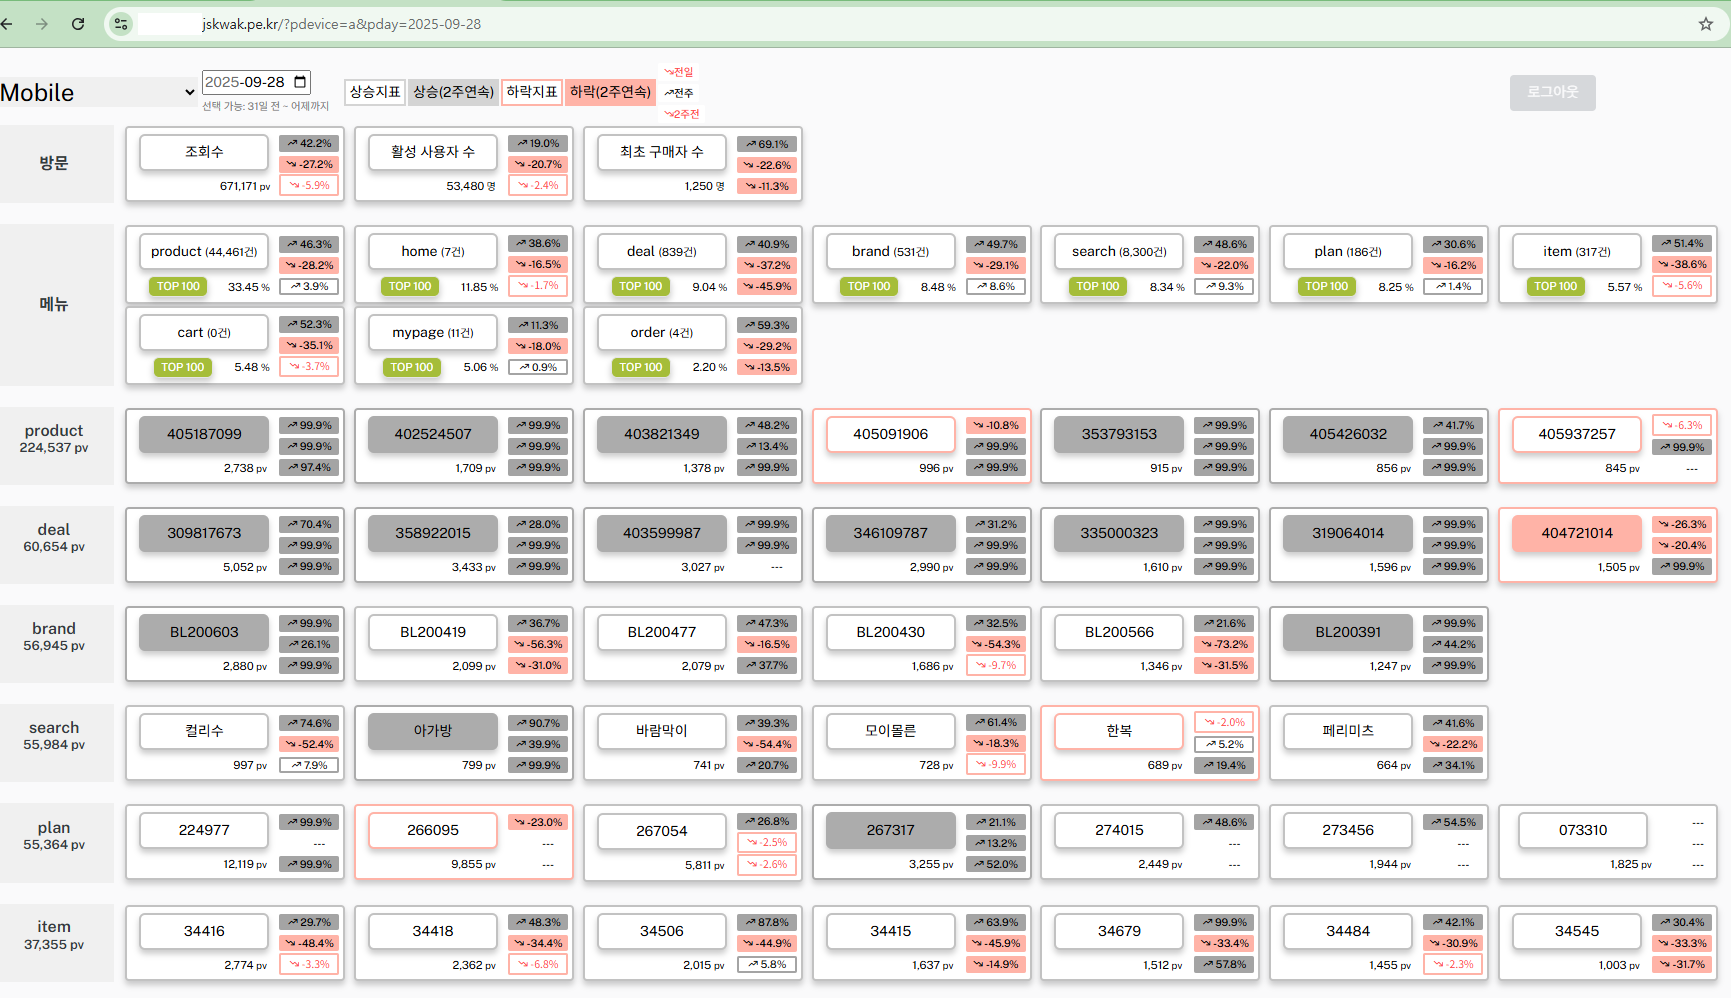 jskwak.pe.kr/?pdevice=a&pday=2025-09-28
Mobile
2025-09-28
선택 가능: 31일 전 ~ 어제까지
상승지표
상승(2주연속)
하락지표
하락(2주연속)
전일
전주
2주전
로그아웃
방문
조회수
42.2%
-27.2%
671,171 pv
-5.9%
활성 사용자 수
19.0%
-20.7%
53,480 명
-2.4%
최초 구매자 수
69.1%
-22.6%
1,250 명
-11.3%
메뉴
product (44,461건)
46.3%
-28.2%
TOP 100
33.45 %
3.9%
home (7건)
38.6%
-16.5%
TOP 100
11.85 %
-1.7%
deal (839건)
40.9%
-37.2%
TOP 100
9.04 %
-45.9%
brand (531건)
49.7%
-29.1%
TOP 100
8.48 %
8.6%
search (8,300건)
48.6%
-22.0%
TOP 100
8.34 %
9.3%
plan (186건)
30.6%
-16.2%
TOP 100
8.25 %
1.4%
item (317건)
51.4%
-38.6%
TOP 100
5.57 %
-5.6%
cart (0건)
52.3%
-35.1%
TOP 100
5.48 %
-3.7%
mypage (11건)
11.3%
-18.0%
TOP 100
5.06 %
0.9%
order (4건)
59.3%
-29.2%
TOP 100
2.20 %
-13.5%
product
224,537 pv
405187099
99.9%
99.9%
2,738 pv
97.4%
402524507
99.9%
99.9%
1,709 pv
99.9%
403821349
48.2%
13.4%
1,378 pv
99.9%
405091906
-10.8%
99.9%
996 pv
99.9%
353793153
99.9%
99.9%
915 pv
99.9%
405426032
41.7%
99.9%
856 pv
99.9%
405937257
-6.3%
99.9%
845 pv
---
deal
60,654 pv
309817673
70.4%
99.9%
5,052 pv
99.9%
358922015
28.0%
99.9%
3,433 pv
99.9%
403599987
99.9%
99.9%
3,027 pv
---
346109787
31.2%
99.9%
2,990 pv
99.9%
335000323
99.9%
99.9%
1,610 pv
99.9%
319064014
99.9%
99.9%
1,596 pv
99.9%
404721014
-26.3%
-20.4%
1,505 pv
99.9%
brand
56,945 pv
BL200603
99.9%
26.1%
2,880 pv
99.9%
BL200419
36.7%
-56.3%
2,099 pv
-31.0%
BL200477
47.3%
-16.5%
2,079 pv
37.7%
BL200430
32.5%
-54.3%
1,686 pv
-9.7%
BL200566
21.6%
-73.2%
1,346 pv
-31.5%
BL200391
99.9%
44.2%
1,247 pv
99.9%
search
55,984 pv
컬리수
74.6%
-52.4%
997 pv
7.9%
아가방
90.7%
39.9%
799 pv
99.9%
바람막이
39.3%
-54.4%
741 pv
20.7%
모이몰른
61.4%
-18.3%
728 pv
-9.9%
한복
-2.0%
5.2%
689 pv
19.4%
페리미츠
41.6%
-22.2%
664 pv
34.1%
plan
55,364 pv
224977
99.9%
---
12,119 pv
99.9%
266095
-23.0%
---
9,855 pv
---
267054
26.8%
-2.5%
5,811 pv
-2.6%
267317
21.1%
13.2%
3,255 pv
52.0%
274015
48.6%
---
2,449 pv
---
273456
54.5%
---
1,944 pv
---
073310
---
---
1,825 pv
---
item
37,355 pv
34416
29.7%
-48.4%
2,774 pv
-3.3%
34418
48.3%
-34.4%
2,362 pv
-6.8%
34506
87.8%
-44.9%
2,015 pv
5.8%
34415
63.9%
-45.9%
1,637 pv
-14.9%
34679
99.9%
-33.4%
1,512 pv
57.8%
34484
42.1%
-30.9%
1,455 pv
-2.3%
34545
30.4%
-33.3%
1,003 pv
-31.7%